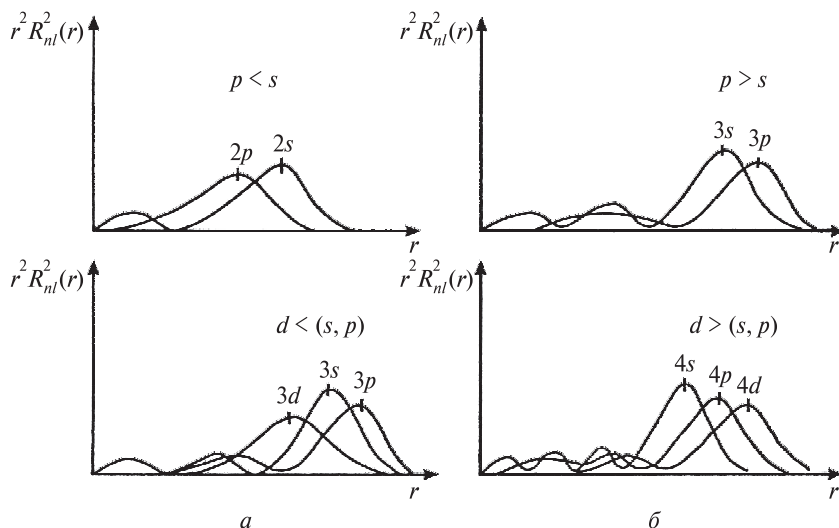 r²R²ₙₗ(r)
p < s
2p
2s
r
r²R²ₙₗ(r)
p > s
3s
3p
r
r²R²ₙₗ(r)
d < (s, p)
3d
3s
3p
r
а
r²R²ₙₗ(r)
d > (s, p)
4s
4p
4d
r
б